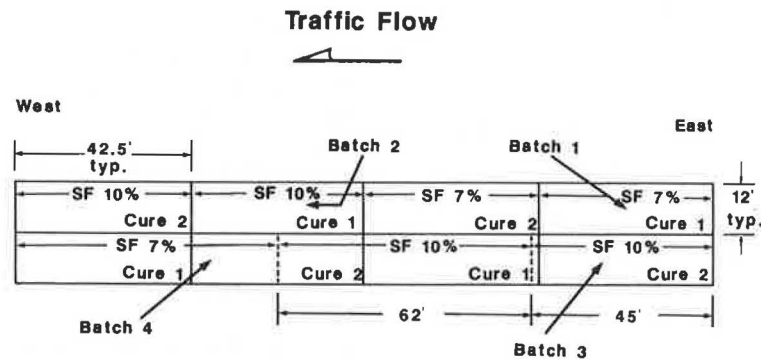 Traffic Flow
West
East
42.5'
typ.
Batch 2
Batch 1
SF 10%
SF 10%
SF 7%
SF 7%
12'
typ.
Cure 2
Cure 1
Cure 2
Cure 1
SF 7%
SF 10%
SF 10%
Cure 1
Cure 2
Cure 1
Cure 2
Batch 4
62'
45'
Batch 3